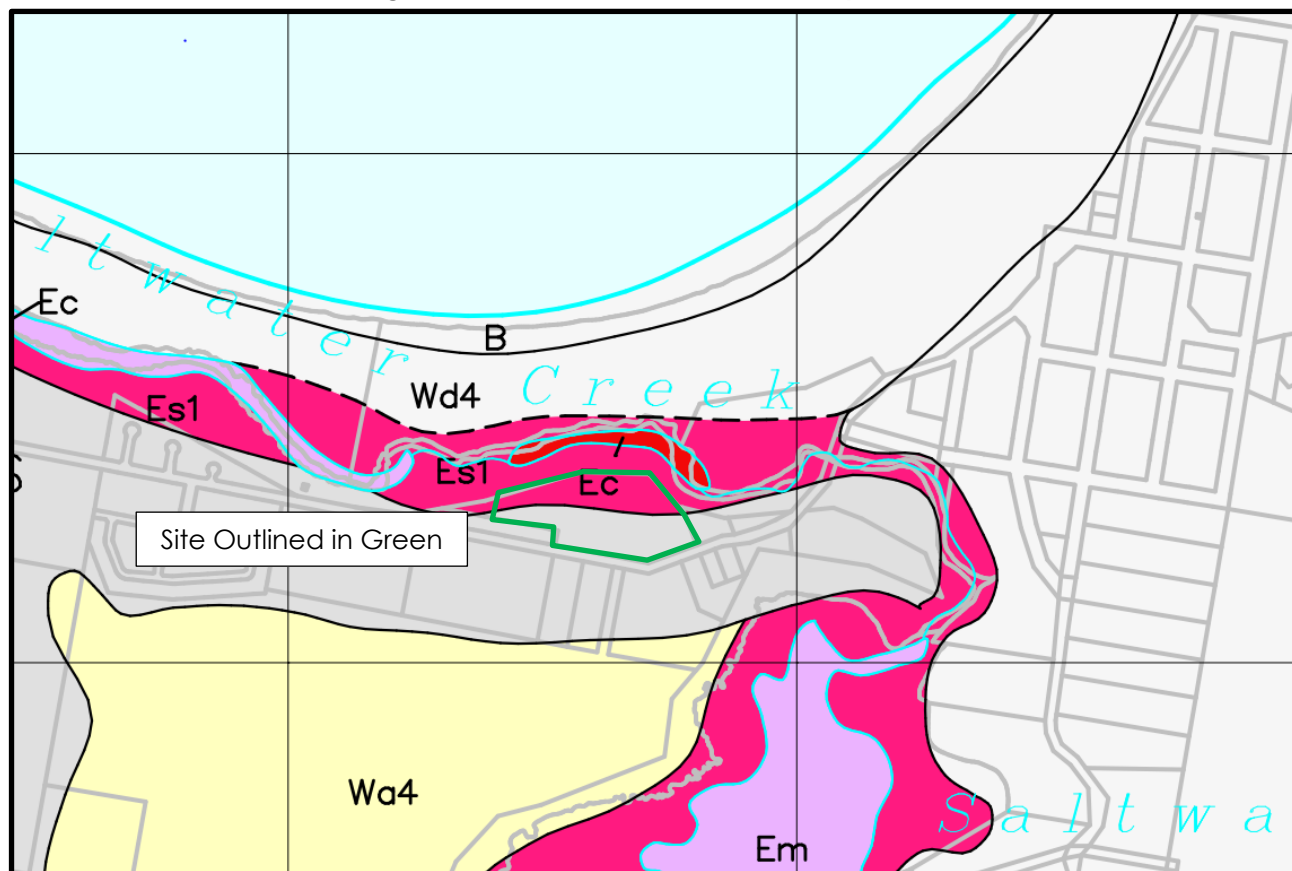 ltwater Creek
B
Ec
Wd4
Es1
Es1
Ec
Site Outlined in Green
Wa4
Em
Saltwa